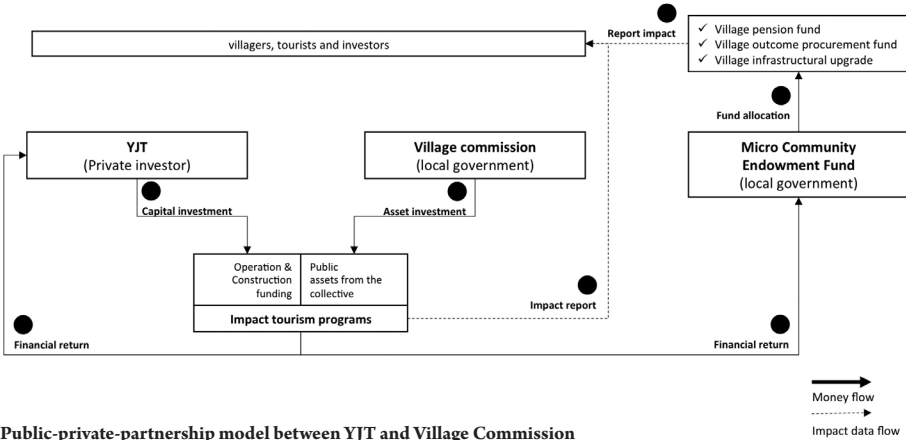 Report impact
✓ Village pension fund
✓ Village outcome procurement fund
✓ Village infrastructural upgrade
villagers, tourists and investors
Fund allocation
YJT
(Private investor)
Village commission
(local government)
Micro Community
Endowment Fund
(local government)
Capital investment
Asset investment
Operation &
Construction
funding
Public
assets from the
collective
Impact tourism programs
Impact report
Financial return
Financial return
Money flow
Impact data flow
Public-private-partnership model between YJT and Village Commission